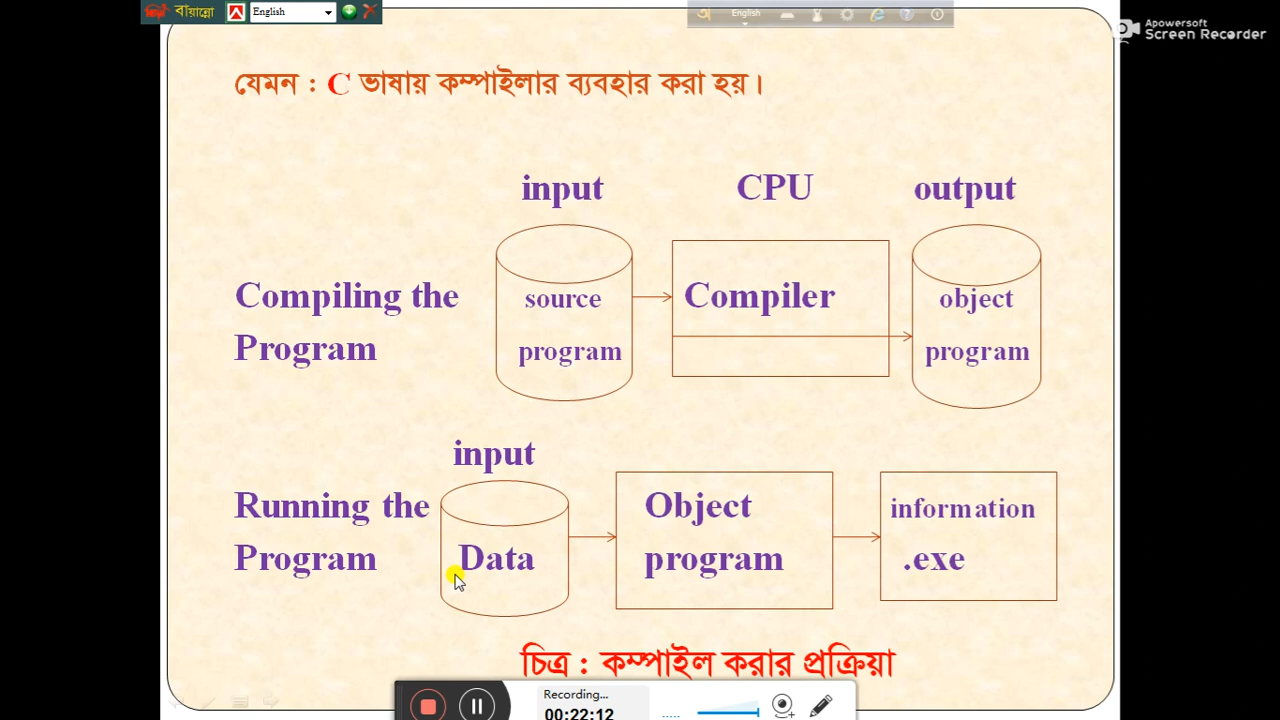 বায়ান্নো
English
English
Apowersoft
Screen Recorder
যেমন : C ভাষায় কম্পাইলার ব্যবহার করা হয়।
input CPU output
Compiling the source Compiler object
Program program program
input
Running the Object information
Program Data program .exe
চিত্র : কম্পাইল করার প্রক্রিয়া
Recording...
00:22:12